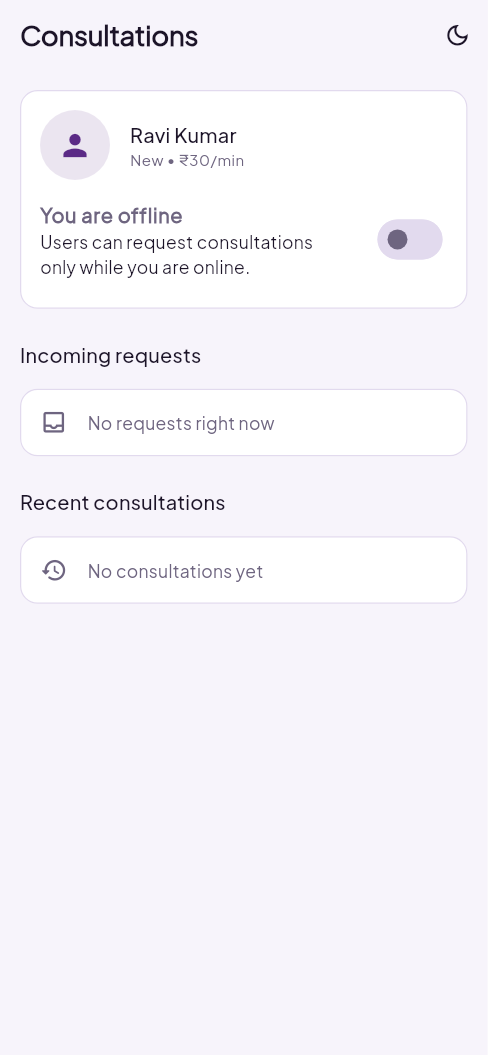 Consultations
Ravi Kumar
New • ₹30/min
You are offline
Users can request consultations
only while you are online.
Incoming requests
No requests right now
Recent consultations
No consultations yet